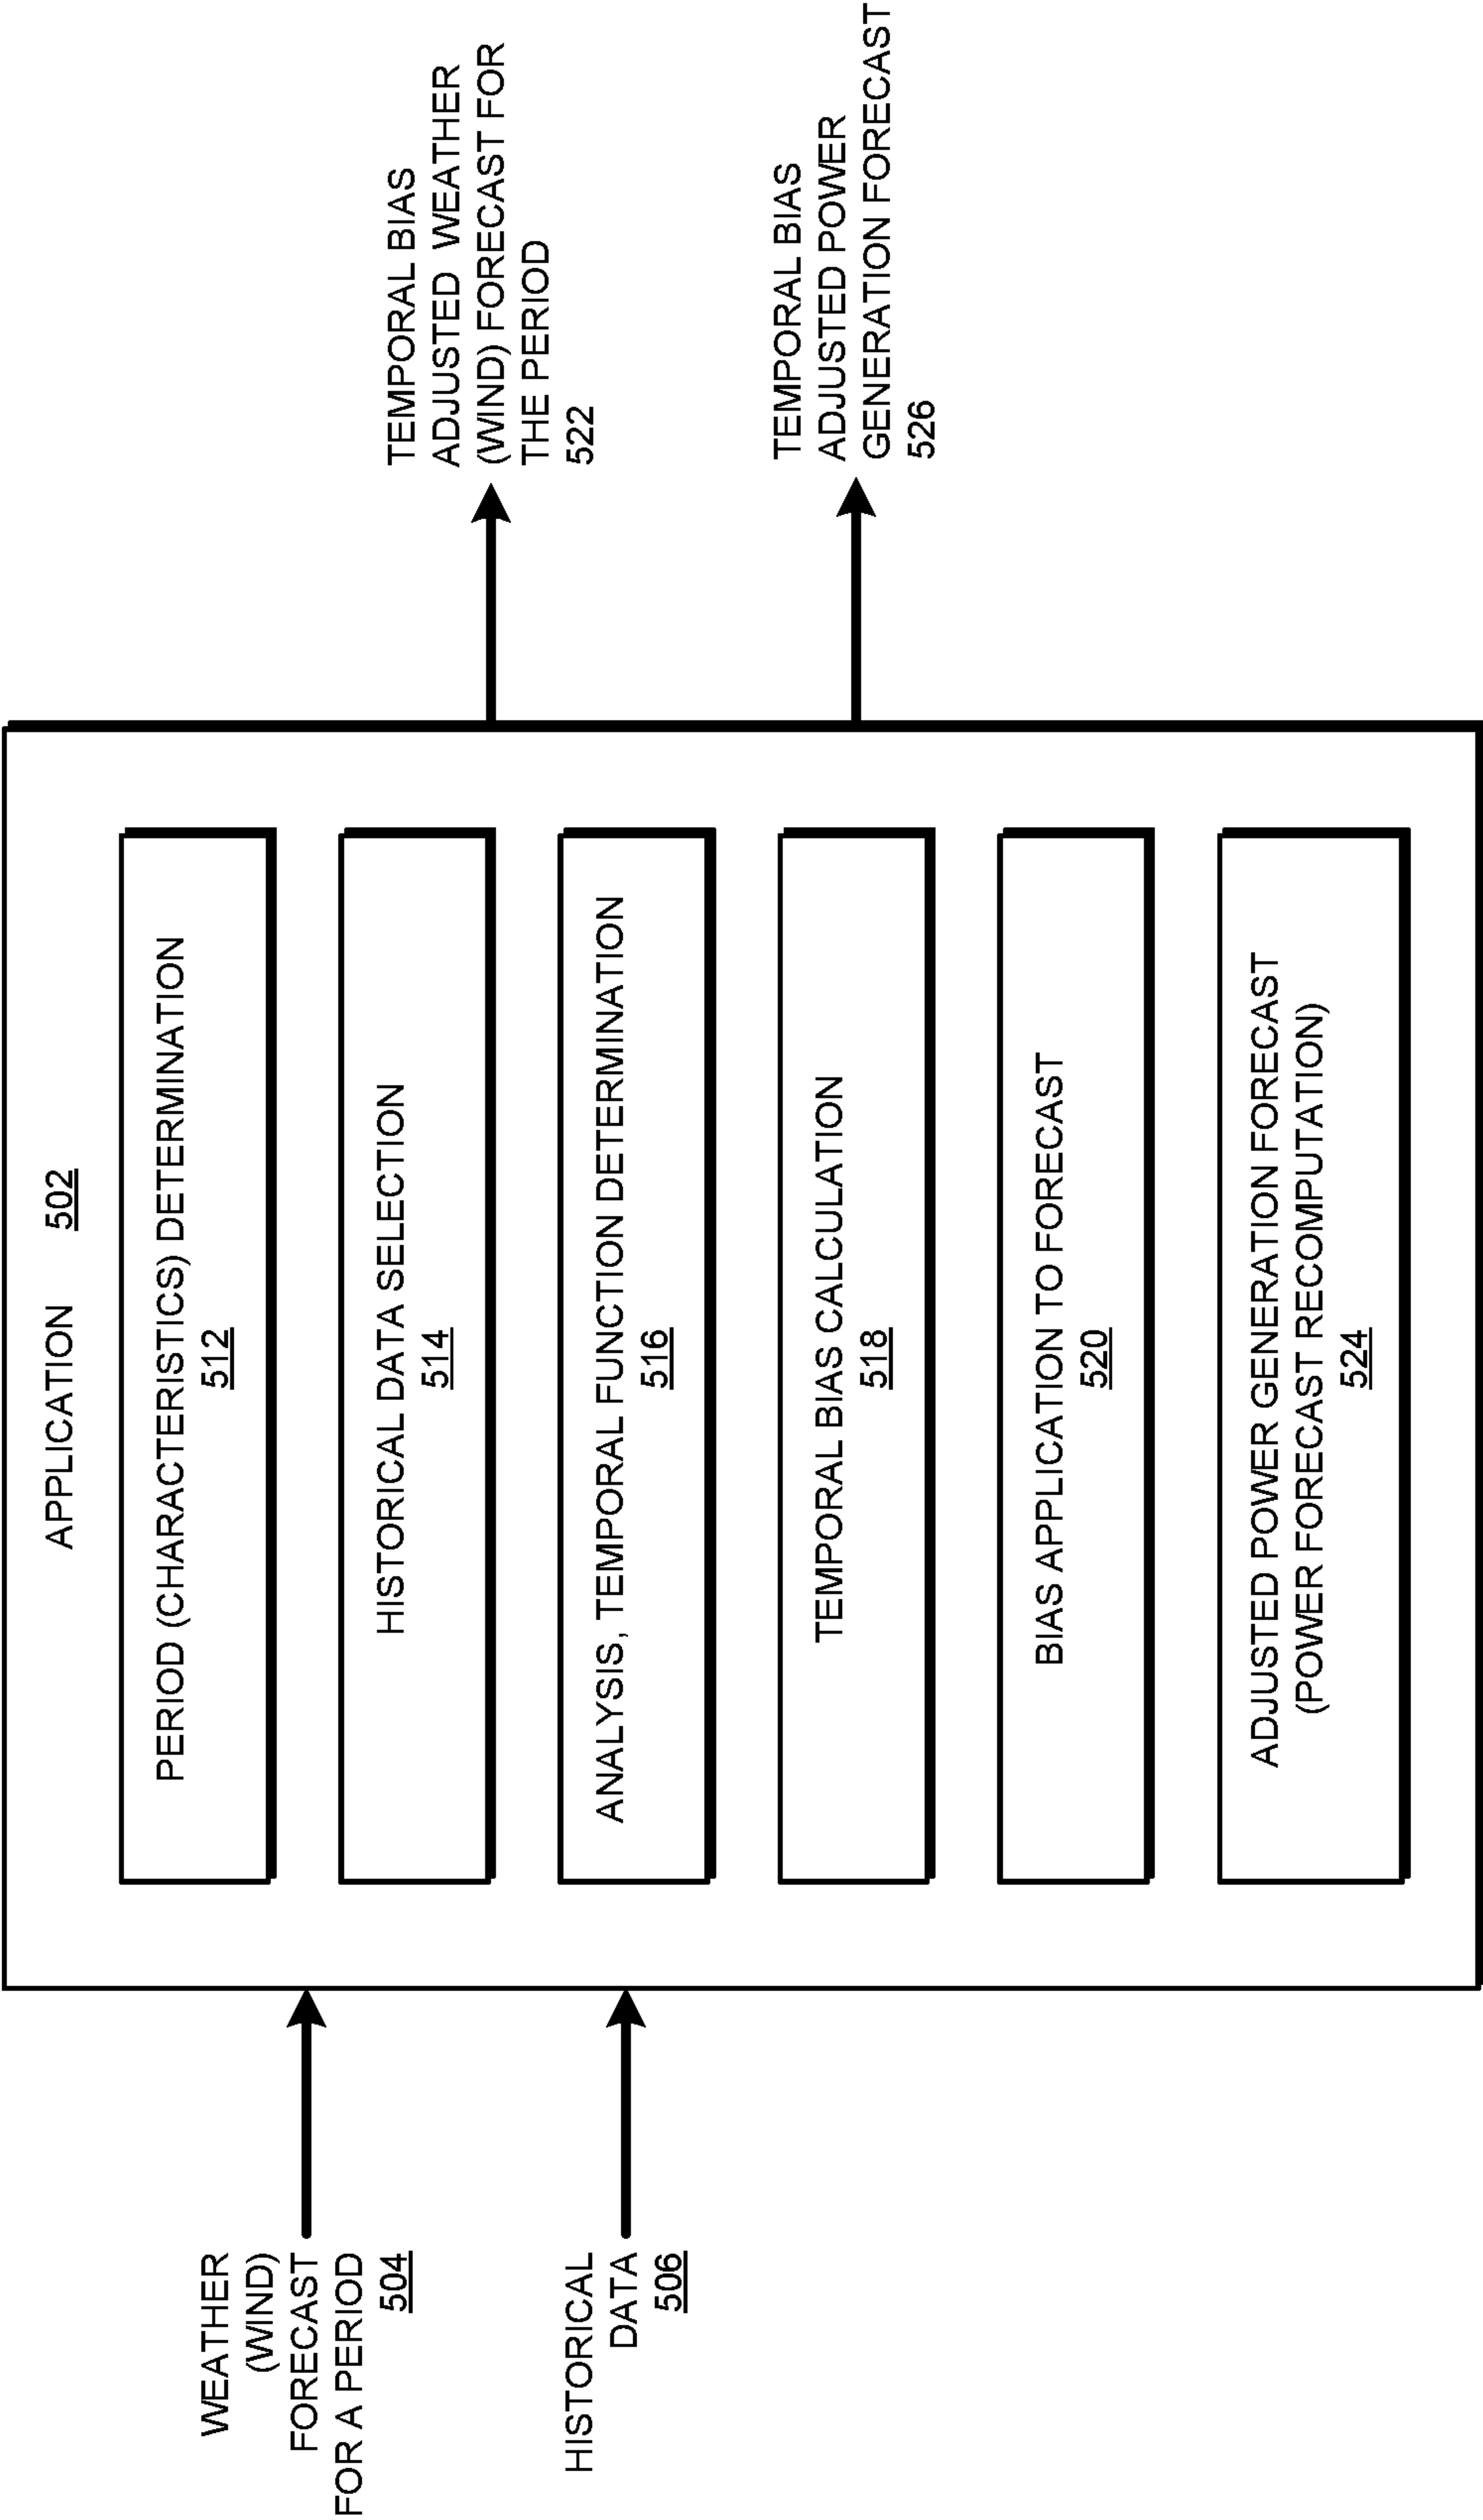 WEATHER
(WIND)
FORECAST
FOR A PERIOD
504
HISTORICAL
DATA
506
APPLICATION 502
PERIOD (CHARACTERISTICS) DETERMINATION
512
HISTORICAL DATA SELECTION
514
ANALYSIS, TEMPORAL FUNCTION DETERMINATION
516
TEMPORAL BIAS CALCULATION
518
BIAS APPLICATION TO FORECAST
520
ADJUSTED POWER GENERATION FORECAST
(POWER FORECAST RECOMPUTATION)
524
TEMPORAL BIAS
ADJUSTED WEATHER
(WIND) FORECAST FOR
THE PERIOD
522
TEMPORAL BIAS
ADJUSTED POWER
GENERATION FORECAST
526